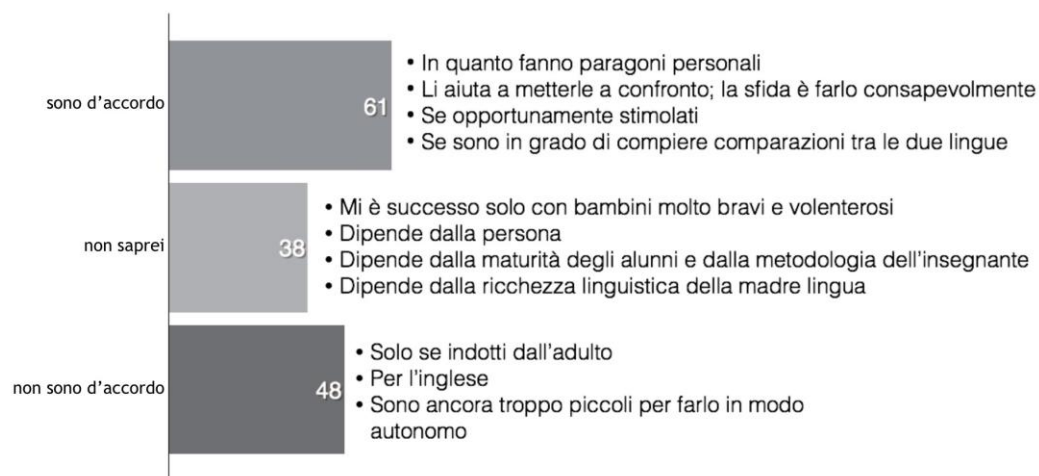 sono d'accordo
61
• In quanto fanno paragoni personali
• Li aiuta a metterle a confronto; la sfida è farlo consapevolmente
• Se opportunamente stimolati
• Se sono in grado di compiere comparazioni tra le due lingue
non saprei
38
• Mi è successo solo con bambini molto bravi e volenterosi
• Dipende dalla persona
• Dipende dalla maturità degli alunni e dalla metodologia dell'insegnante
• Dipende dalla ricchezza linguistica della madre lingua
non sono d'accordo
48
• Solo se indotti dall'adulto
• Per l'inglese
• Sono ancora troppo piccoli per farlo in modo
autonomo